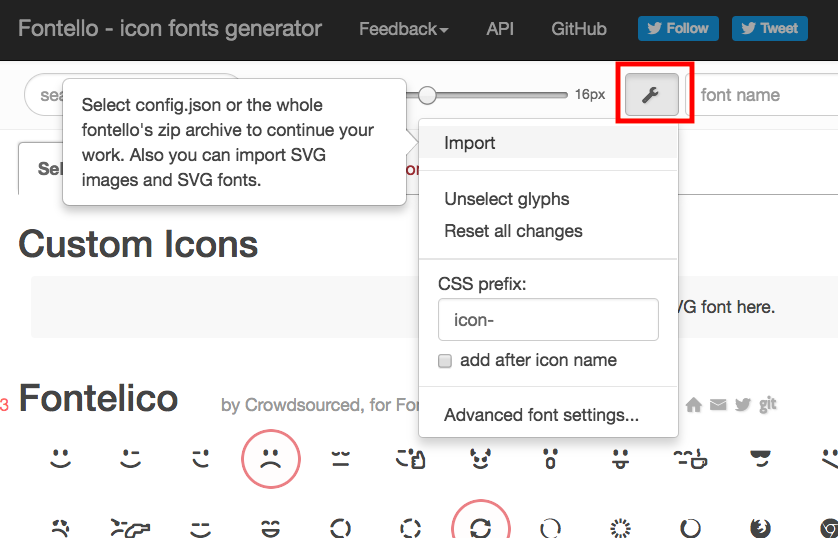 Fontello - icon fonts generator Feedback API GitHub Follow Tweet
sea 16px font name
Select config.json or the whole
fontello's zip archive to continue your
work. Also you can import SVG
images and SVG fonts.
Import
Unselect glyphs
Reset all changes
CSS prefix:
icon-
add after icon name
Advanced font settings...
Sel
Custom Icons
VG font here.
3 Fontelico by Crowdsourced, for Fon git